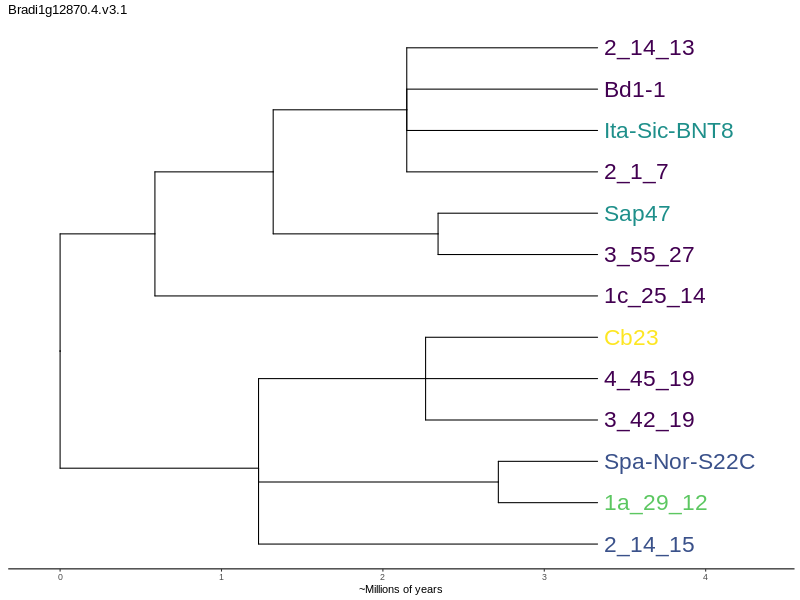 Bradi1g12870.4.v3.1
2_14_13
Bd1-1
Ita-Sic-BNT8
2_1_7
Sap47
3_55_27
1c_25_14
Cb23
4_45_19
3_42_19
Spa-Nor-S22C
1a_29_12
2_14_15
0 1 2 3 4
~Millions of years